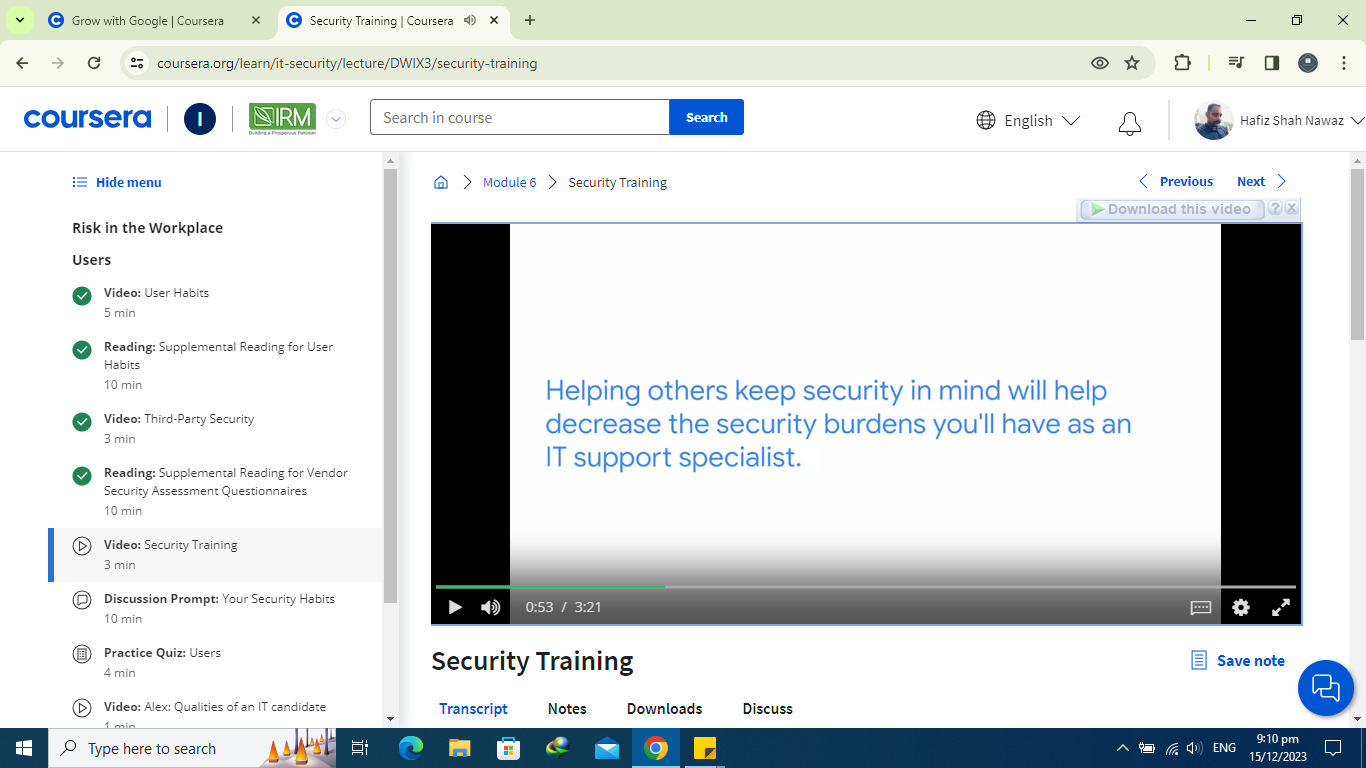 Grow with Google | Coursera
Security Training | Coursera
coursera.org/learn/it-security/lecture/DWIX3/security-training
coursera
I
IRM
Search in course
Search
English
Hafiz Shah Nawaz
Hide menu
Risk in the Workplace
Users
Video: User Habits
5 min
Reading: Supplemental Reading for User
Habits
10 min
Video: Third-Party Security
3 min
Reading: Supplemental Reading for Vendor
Security Assessment Questionnaires
10 min
Video: Security Training
3 min
Discussion Prompt: Your Security Habits
10 min
Practice Quiz: Users
4 min
Video: Alex: Qualities of an IT candidate
1 min
Module 6
Security Training
Previous
Next
Download this video
?
X
Helping others keep security in mind will help
decrease the security burdens you'll have as an
IT support specialist.
0:53 / 3:21
Security Training
Save note
Transcript
Notes
Downloads
Discuss
Type here to search
ENG
9:10 pm
15/12/2023